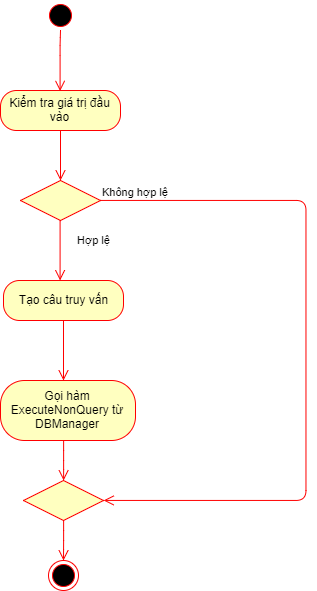 Kiểm tra giá trị đầu
vào
Không hợp lệ
Hợp lệ
Tạo câu truy vấn
Gọi hàm
ExecuteNonQuery từ
DBManager